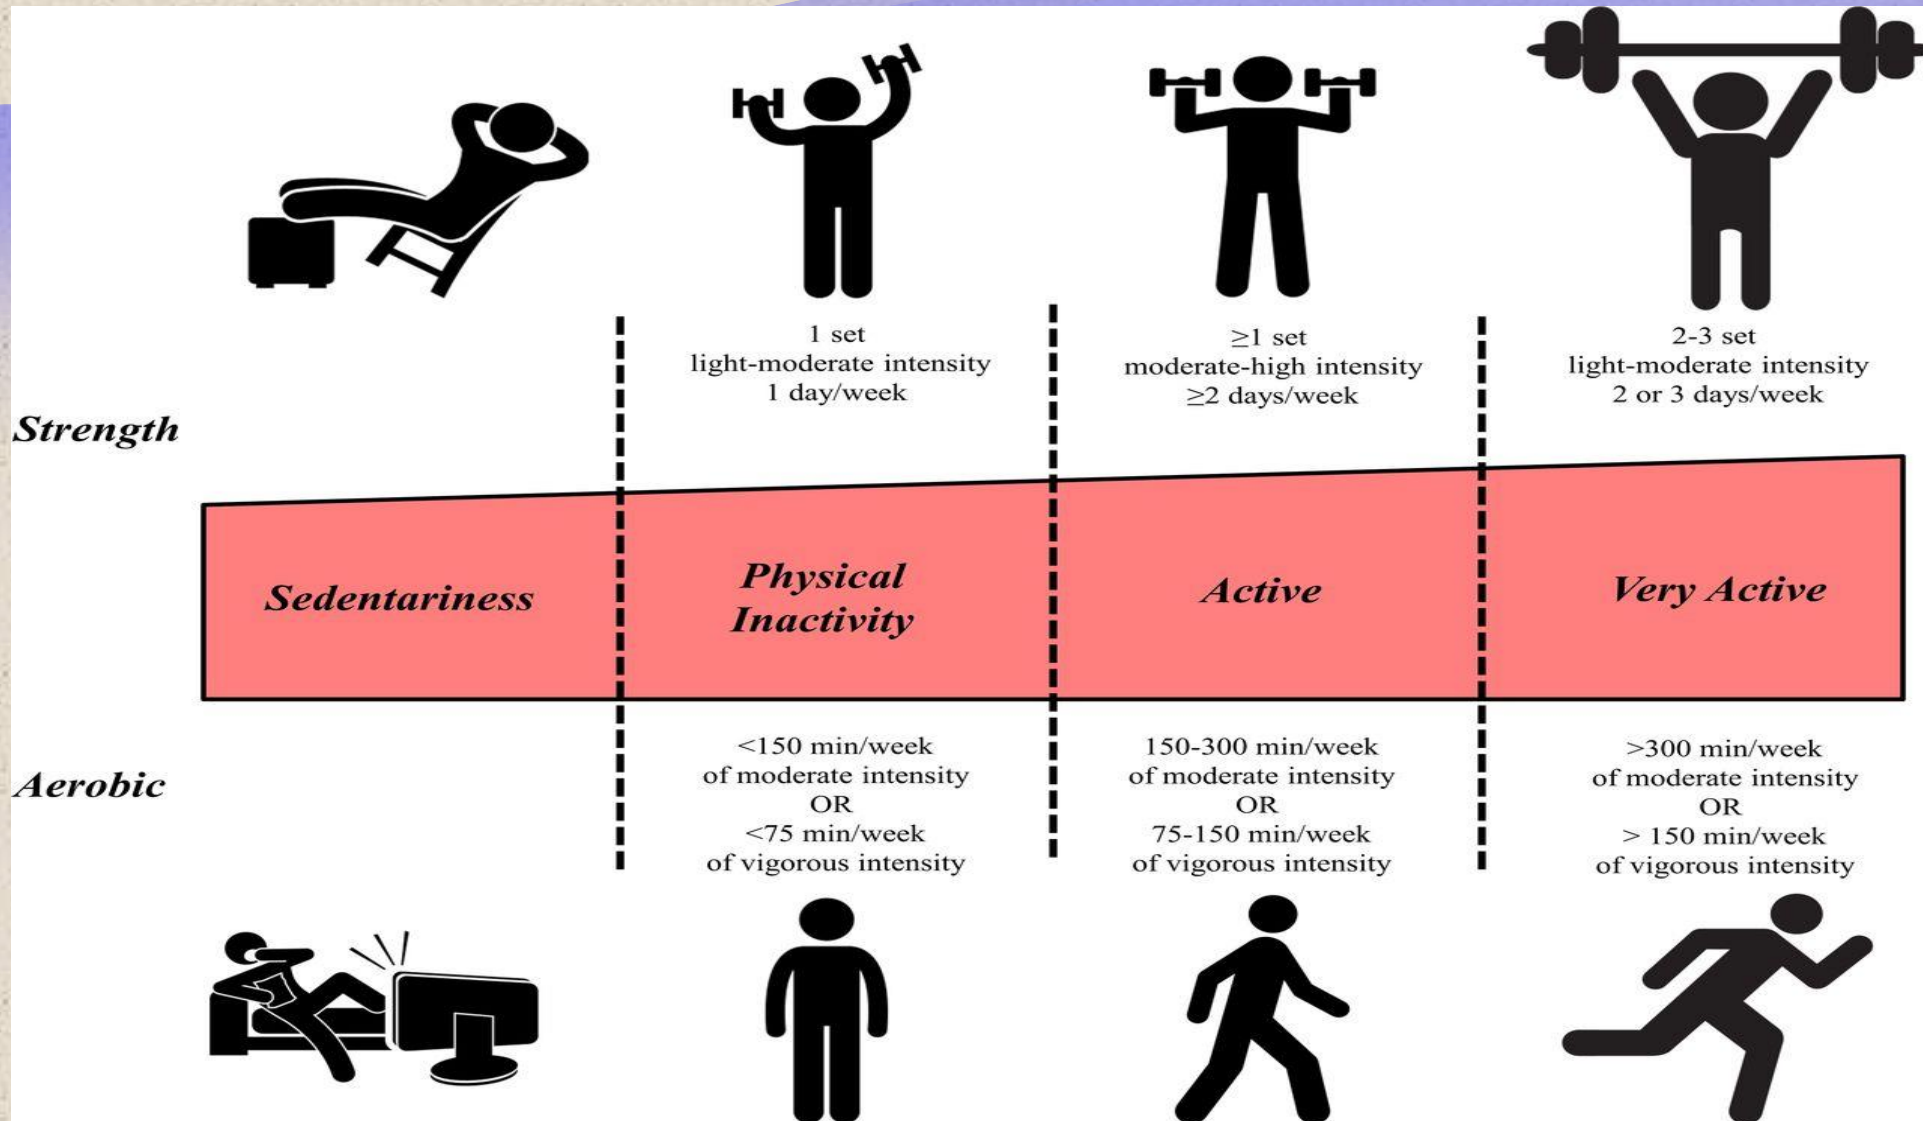 1 set
light-moderate intensity
1 day/week
≥1 set
moderate-high intensity
≥2 days/week
2-3 set
light-moderate intensity
2 or 3 days/week
Strength
Sedentariness
Physical
Inactivity
Active
Very Active
Aerobic
<150 min/week
of moderate intensity
OR
<75 min/week
of vigorous intensity
150-300 min/week
of moderate intensity
OR
75-150 min/week
of vigorous intensity
>300 min/week
of moderate intensity
OR
> 150 min/week
of vigorous intensity